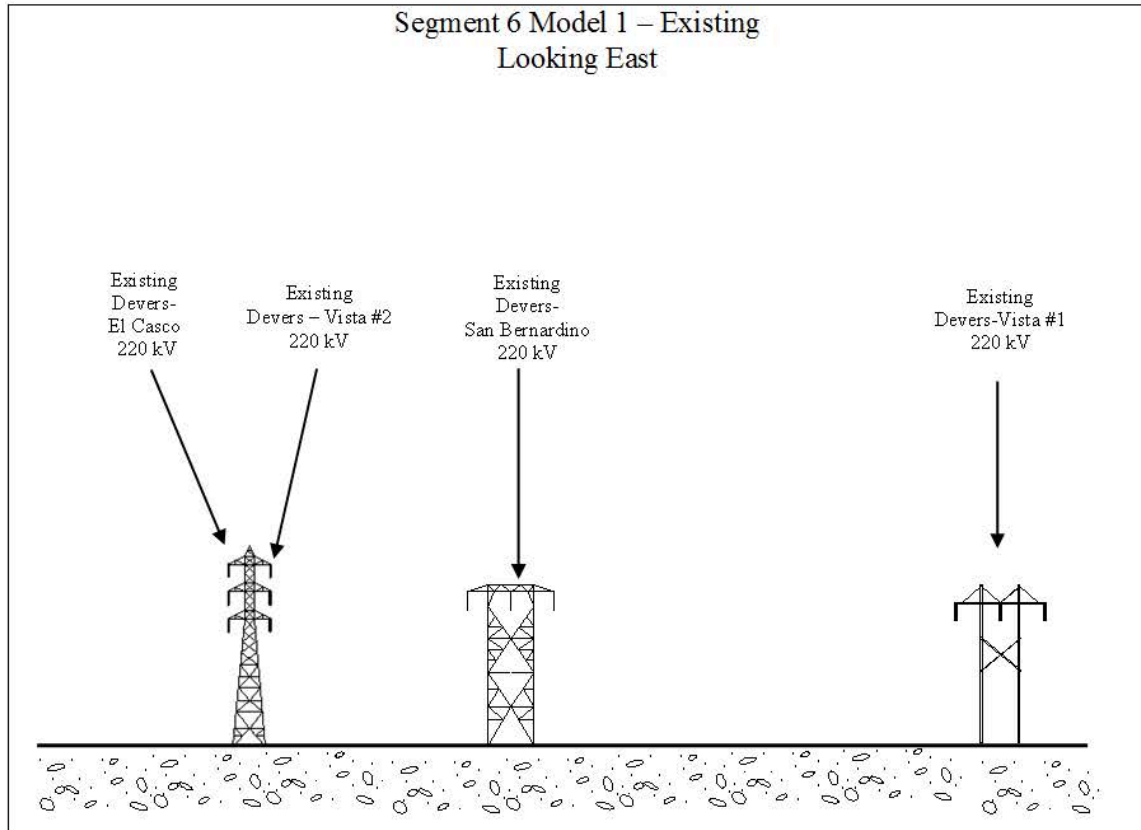 Segment 6 Model 1 – Existing
Looking East
Existing
Devers-
El Casco
220 kV
Existing
Devers – Vista #2
220 kV
Existing
Devers-
San Bernardino
220 kV
Existing
Devers-Vista #1
220 kV